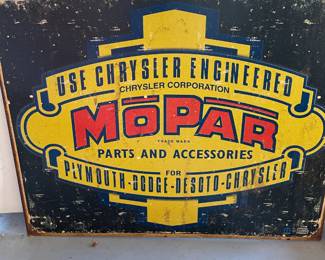 USE CHRYSLER ENGINEERED
CHRYSLER CORPORATION
MOPAR
TRADE MARK
PARTS AND ACCESSORIES
FOR
PLYMOUTH-DODGE-DESOTO-CHRYSLER